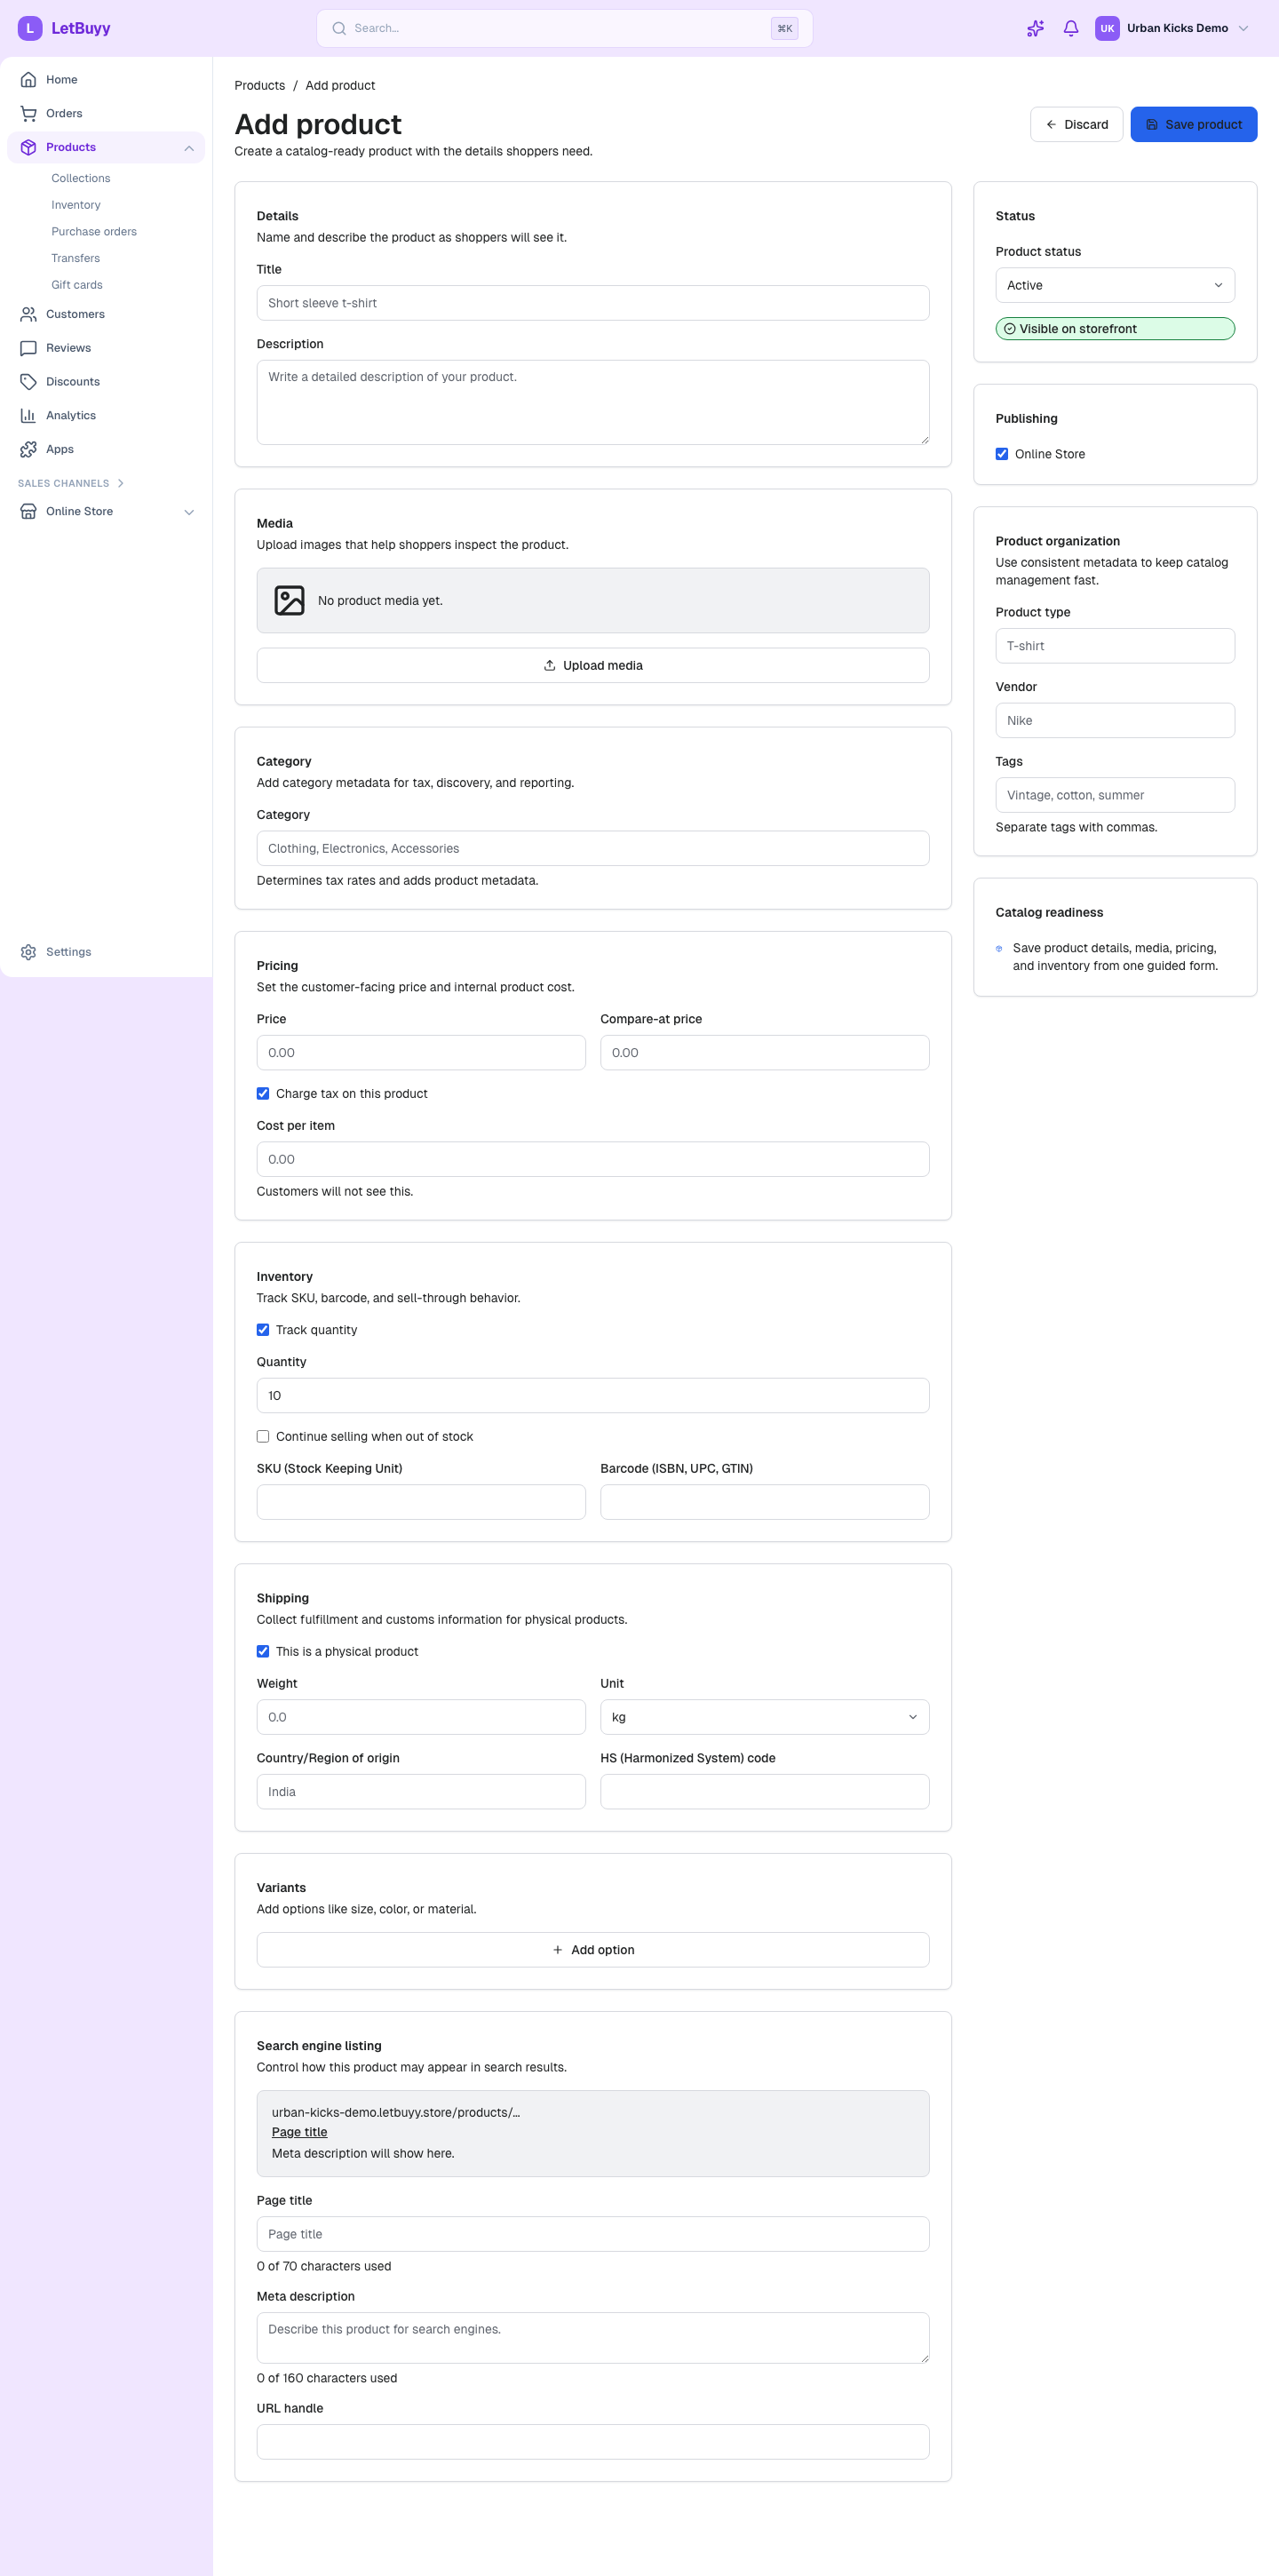 L LetBuyy
Search...
⌘K
UK Urban Kicks Demo
Home
Orders
Products
Collections
Inventory
Purchase orders
Transfers
Gift cards
Customers
Reviews
Discounts
Analytics
Apps
SALES CHANNELS
Online Store
Settings
Products / Add product
Add product
Create a catalog-ready product with the details shoppers need.
Discard
Save product
Details
Name and describe the product as shoppers will see it.
Title
Short sleeve t-shirt
Description
Write a detailed description of your product.
Media
Upload images that help shoppers inspect the product.
No product media yet.
Upload media
Category
Add category metadata for tax, discovery, and reporting.
Category
Clothing, Electronics, Accessories
Determines tax rates and adds product metadata.
Pricing
Set the customer-facing price and internal product cost.
Price
Compare-at price
0.00
0.00
Charge tax on this product
Cost per item
0.00
Customers will not see this.
Inventory
Track SKU, barcode, and sell-through behavior.
Track quantity
Quantity
10
Continue selling when out of stock
SKU (Stock Keeping Unit)
Barcode (ISBN, UPC, GTIN)
Shipping
Collect fulfillment and customs information for physical products.
This is a physical product
Weight
Unit
0.0
kg
Country/Region of origin
HS (Harmonized System) code
India
Variants
Add options like size, color, or material.
Add option
Search engine listing
Control how this product may appear in search results.
urban-kicks-demo.letbuyy.store/products/...
Page title
Meta description will show here.
Page title
Page title
0 of 70 characters used
Meta description
Describe this product for search engines.
0 of 160 characters used
URL handle
Status
Product status
Active
Visible on storefront
Publishing
Online Store
Product organization
Use consistent metadata to keep catalog
management fast.
Product type
T-shirt
Vendor
Nike
Tags
Vintage, cotton, summer
Separate tags with commas.
Catalog readiness
Save product details, media, pricing,
and inventory from one guided form.